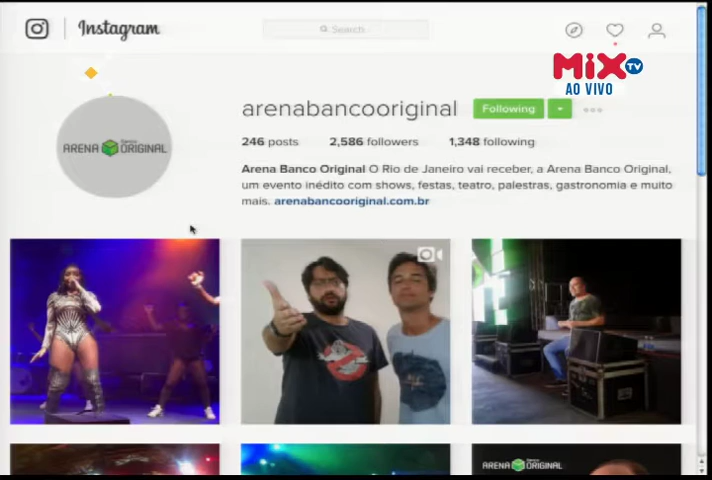 Instagram
Search
MiX TV
AO VIVO
arenabancooriginal
Following
246 posts 2,586 followers 1,348 following
ARENA Banco ORIGINAL
Arena Banco Original O Rio de Janeiro vai receber, a Arena Banco Original,
um evento inédito com shows, festas, teatro, palestras, gastronomia e muito
mais. arenabancooriginal.com.br
ARENA Banco ORIGINAL